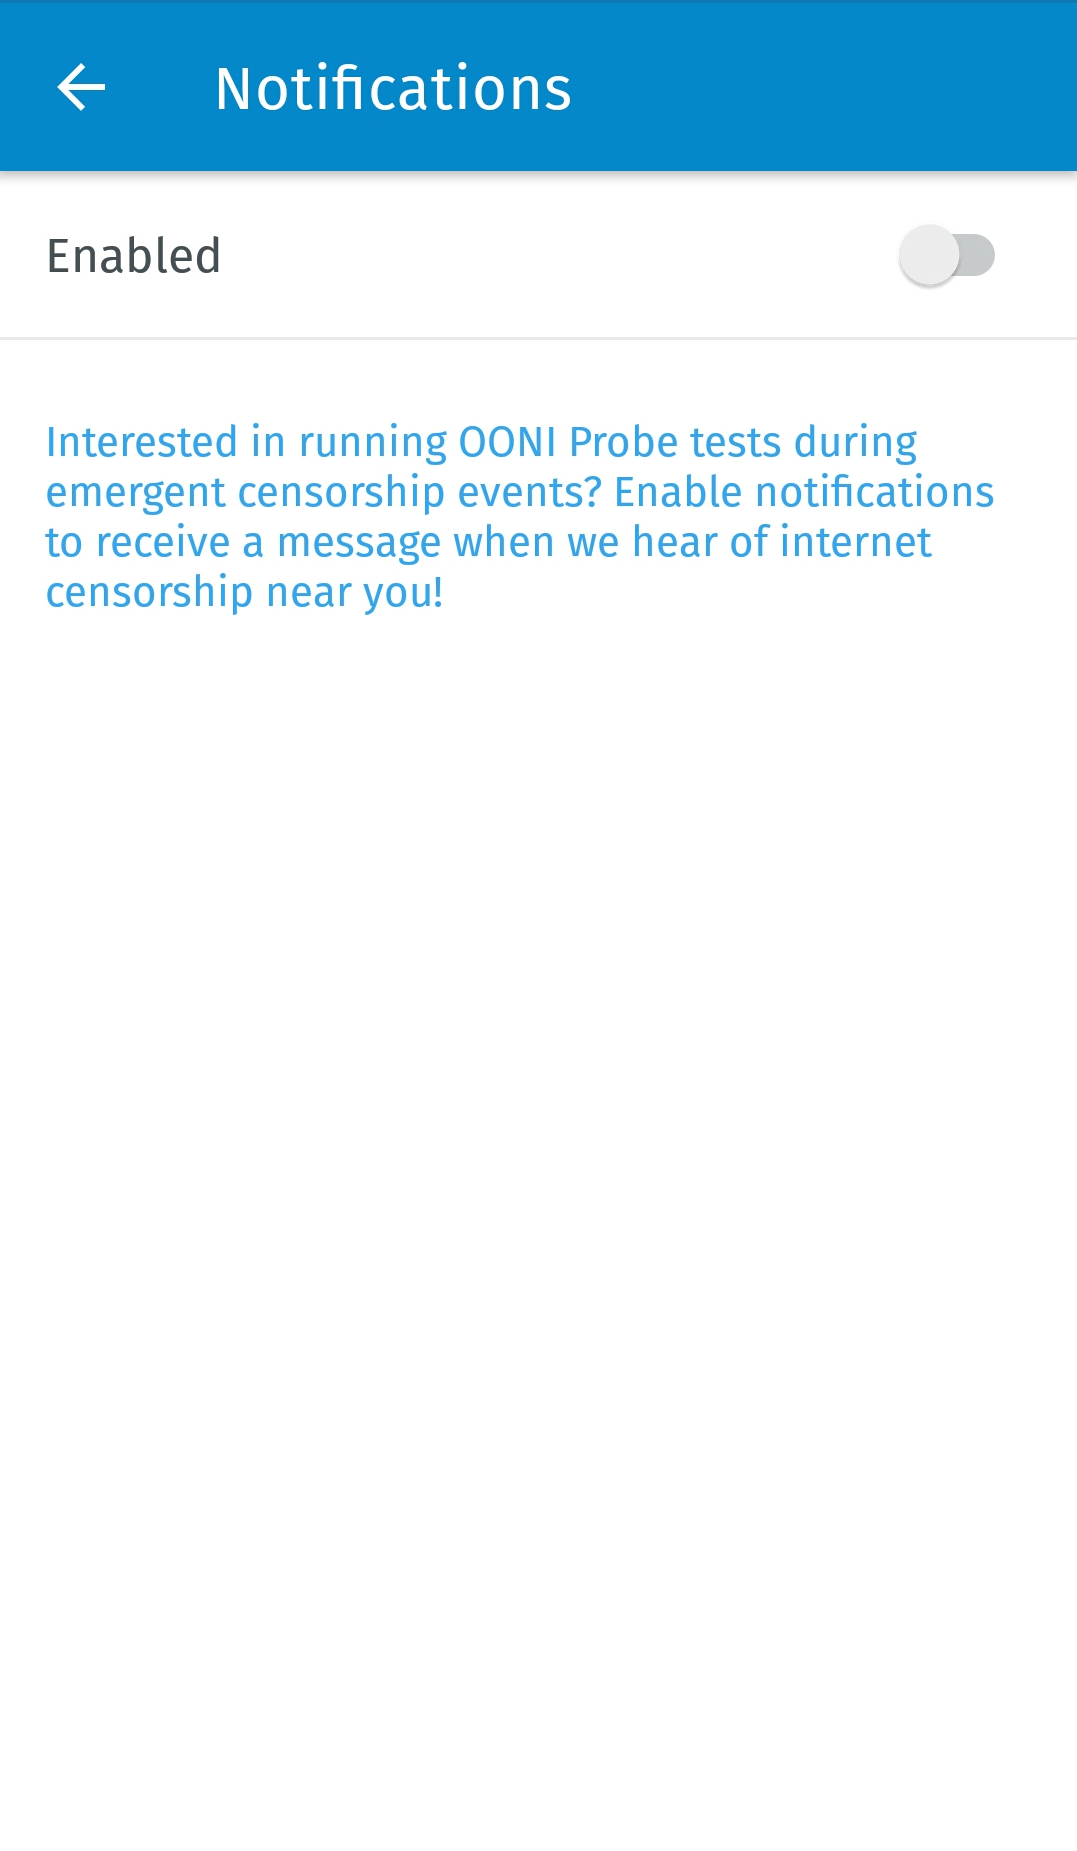 Notifications
Enabled
Interested in running OONI Probe tests during
emergent censorship events? Enable notifications
to receive a message when we hear of internet
censorship near you!